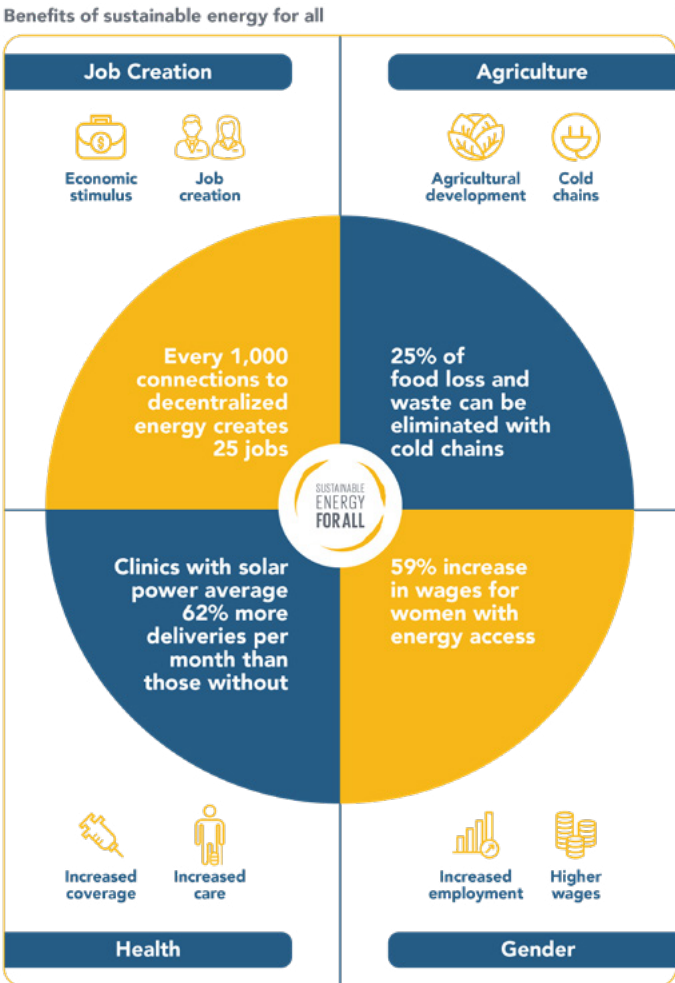 Benefits of sustainable energy for all
Job Creation
Economic
stimulus
Job
creation
Agriculture
Agricultural
development
Cold
chains
Every 1,000
connections to
decentralized
energy creates
25 jobs
25% of
food loss and
waste can be
eliminated with
cold chains
SUSTAINABLE
ENERGY
FOR ALL
Clinics with solar
power average
62% more
deliveries per
month than
those without
59% increase
in wages for
women with
energy access
Increased
coverage
Increased
care
Health
Increased
employment
Higher
wages
Gender